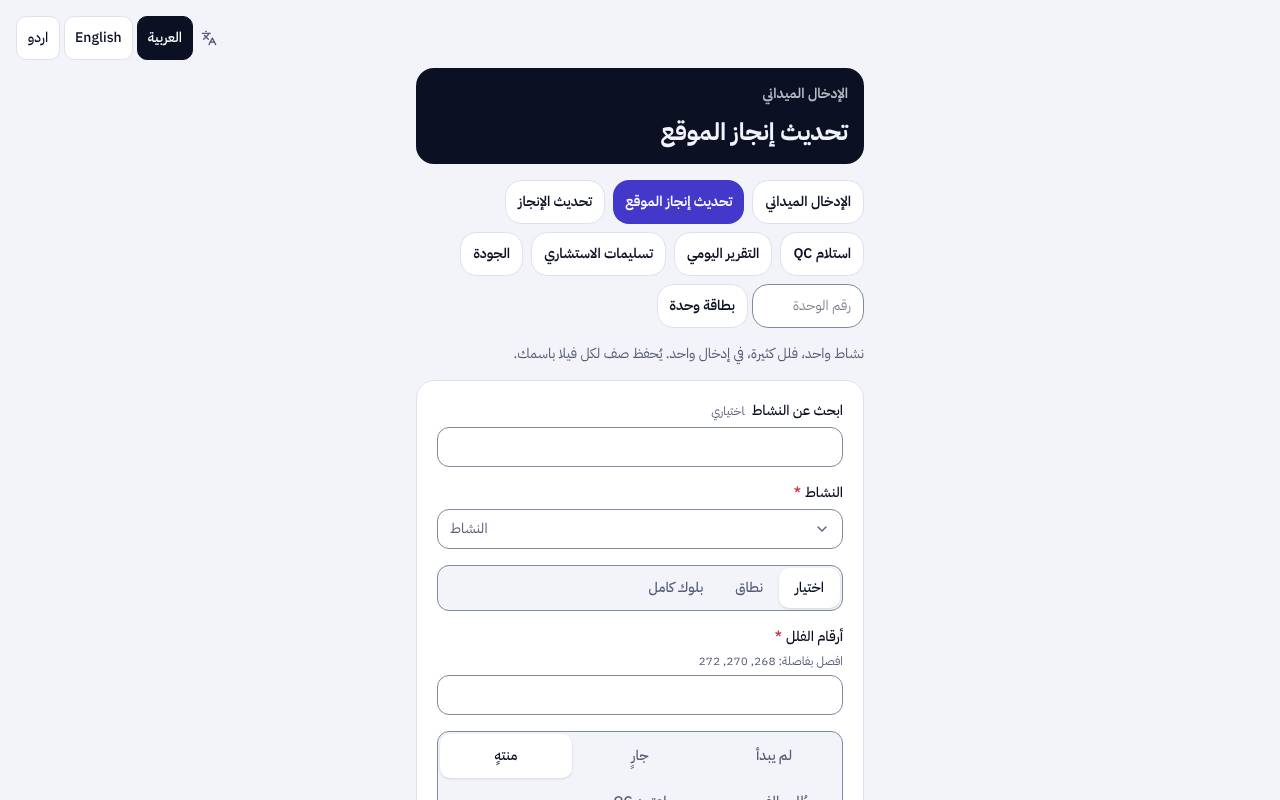 العربية English اردو
الإدخال الميداني
تحديث إنجاز الموقع
الإدخال الميداني تحديث إنجاز الموقع تحديث الإنجاز
استلام QC التقرير اليومي تسليمات الاستشاري الجودة
رقم الوحدة بطاقة وحدة
نشاط واحد، فلل كثيرة، في إدخال واحد. يُحفظ صف لكل فيلا باسمك.
ابحث عن النشاط اختياري
النشاط *
النشاط
اختيار نطاق بلوك كامل
أرقام الفلل *
افصل بفاصلة: 268, 270, 272
لم يبدأ جارٍ منتهٍ